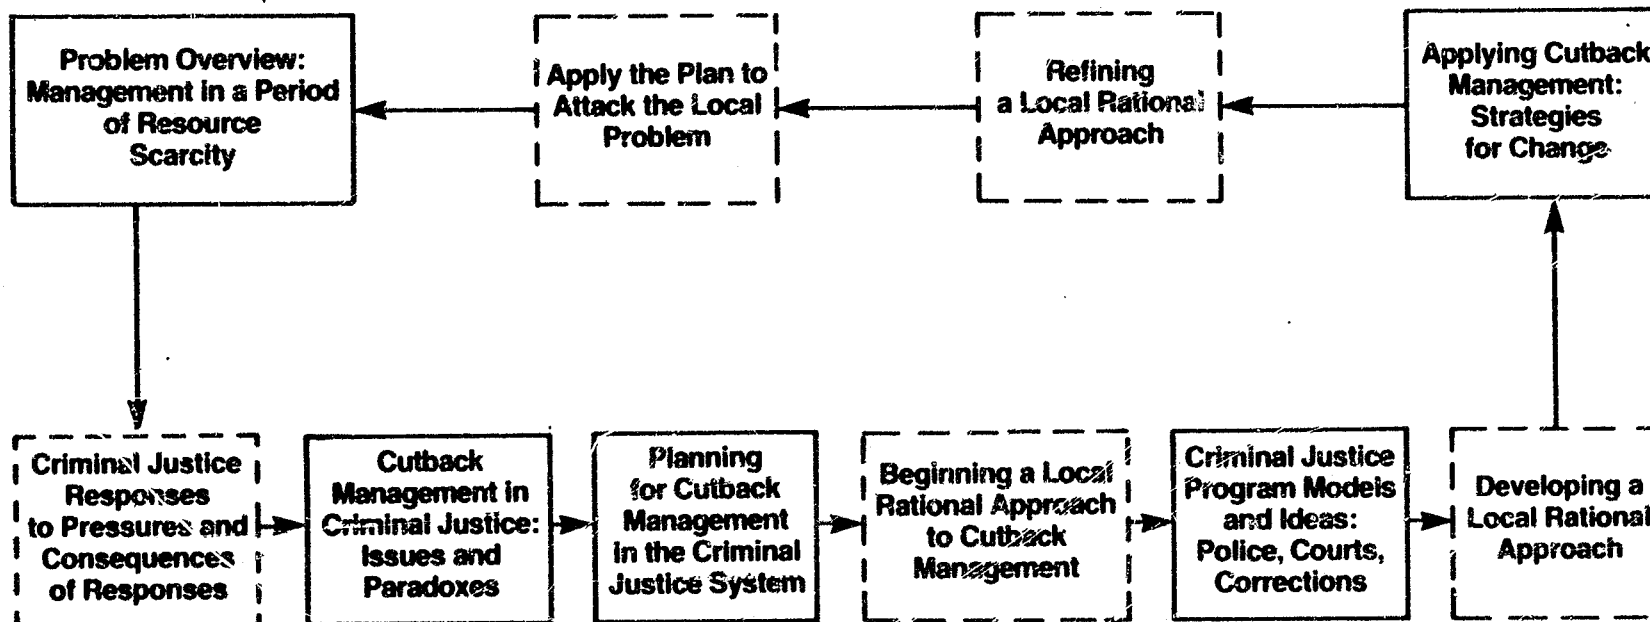 Problem Overview:
Management in a Period
of Resource
Scarcity
Apply the Plan to
Attack the Local
Problem
Refining
a Local Rational
Approach
Applying Cutback
Management:
Strategies
for Change
Criminal Justice
Responses
to Pressures and
Consequences
of Responses
Cutback
Management in
Criminal Justice:
Issues and
Paradoxes
Planning
for Cutback
Management
in the Criminal
Justice System
Beginning a Local
Rational Approach
to Cutback
Management
Criminal Justice
Program Models
and Ideas:
Police, Courts,
Corrections
Developing a
Local Rational
Approach